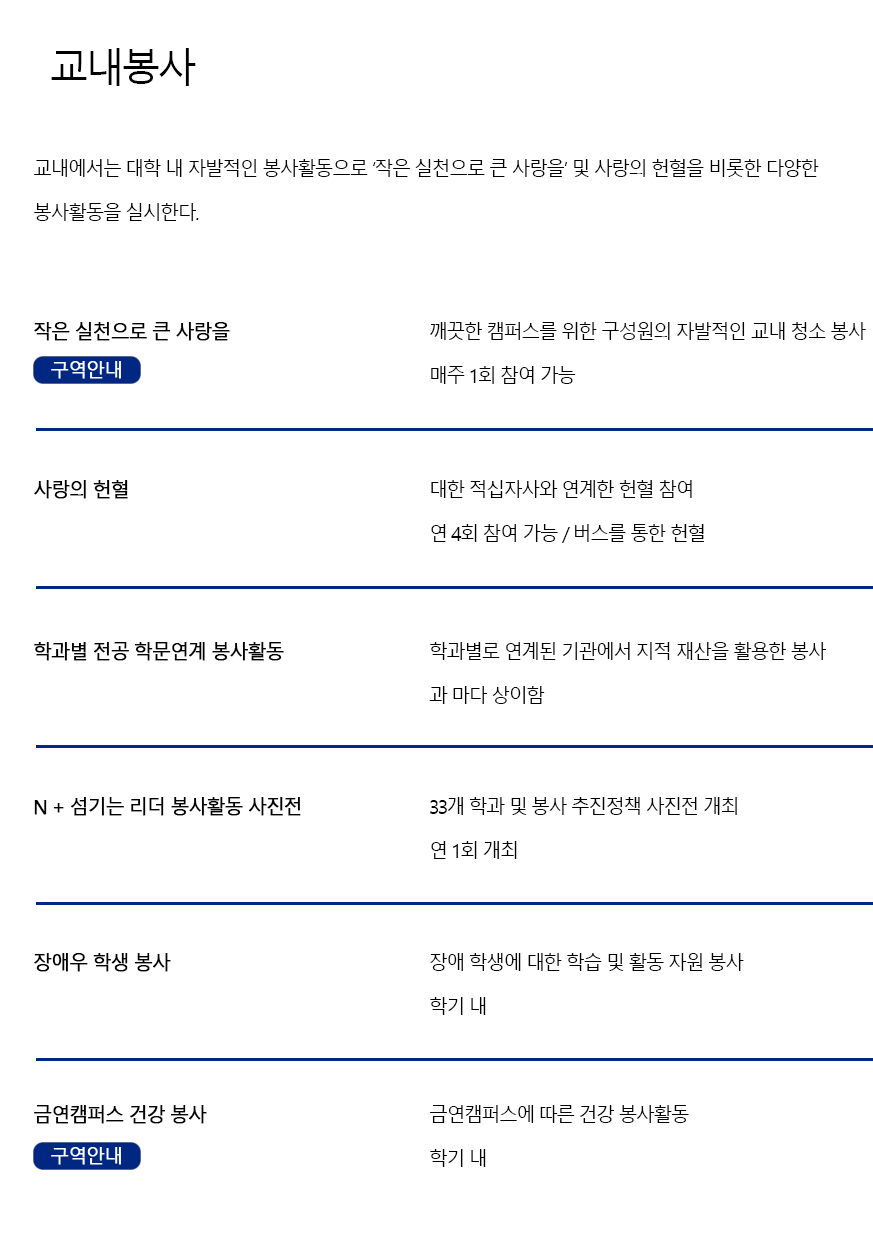 교내봉사
교내에서는 대학 내 자발적인 봉사활동으로 ‘작은 실천으로 큰 사랑을’ 및 사랑의 헌혈을 비롯한 다양한
봉사활동을 실시한다.
작은 실천으로 큰 사랑을
구역안내
깨끗한 캠퍼스를 위한 구성원의 자발적인 교내 청소 봉사
매주 1회 참여 가능
사랑의 헌혈
대한 적십자사와 연계한 헌혈 참여
연 4회 참여 가능 / 버스를 통한 헌혈
학과별 전공 학문연계 봉사활동
학과별로 연계된 기관에서 지적 재산을 활용한 봉사
과 마다 상이함
N + 섬기는 리더 봉사활동 사진전
33개 학과 및 봉사 추진정책 사진전 개최
연 1회 개최
장애우 학생 봉사
장애 학생에 대한 학습 및 활동 자원 봉사
학기 내
금연캠퍼스 건강 봉사
구역안내
금연캠퍼스에 따른 건강 봉사활동
학기 내